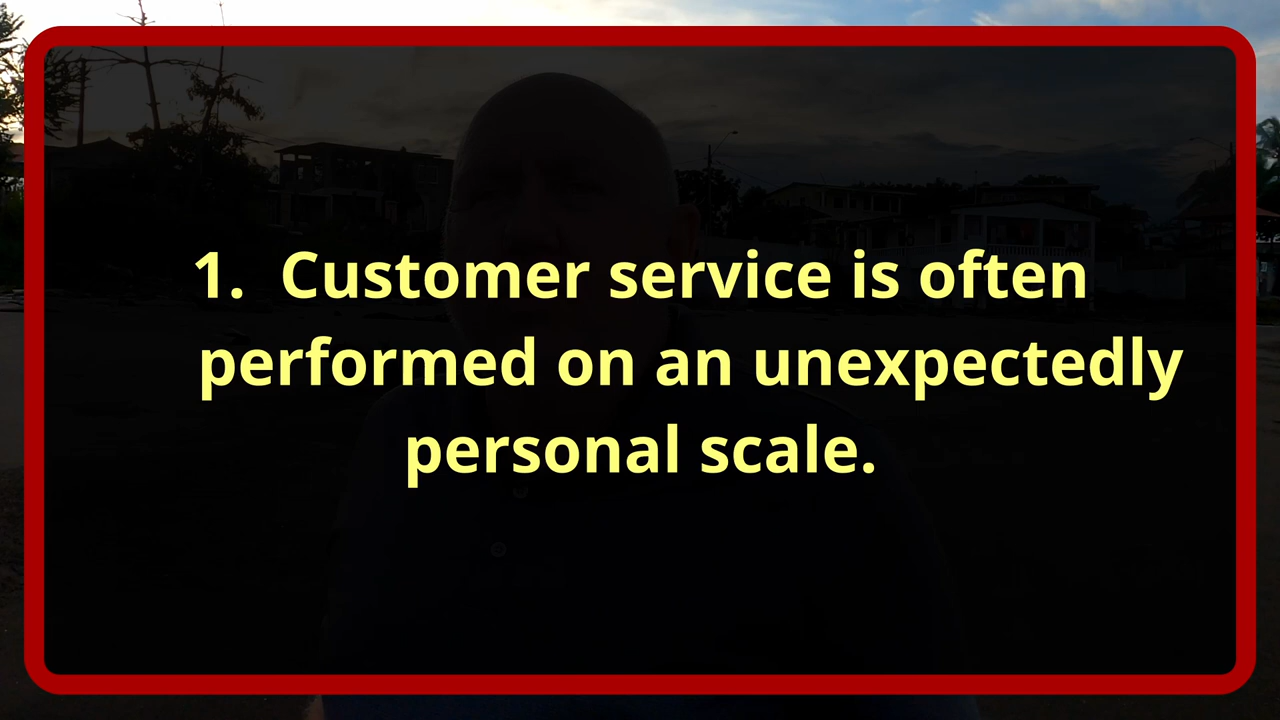 1. Customer service is often
performed on an unexpectedly
personal scale.